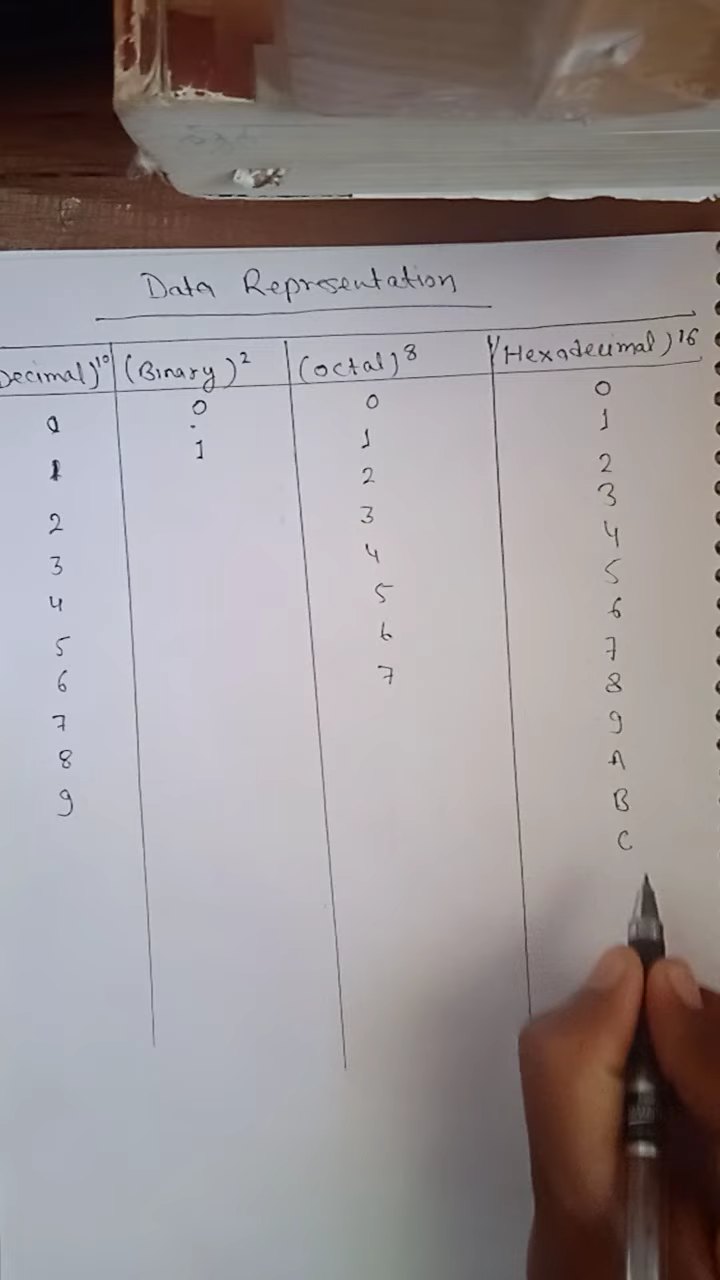 Data Representation
Decimal)¹⁰ (Binary)² (Octal)⁸ (Hexadecimal)¹⁶
0 0 0 0
1 1 1 1
2 2 2
3 3 3
4 4 4
5 5 5
6 6 6
7 7 7
8 8
9 9
A
B
C